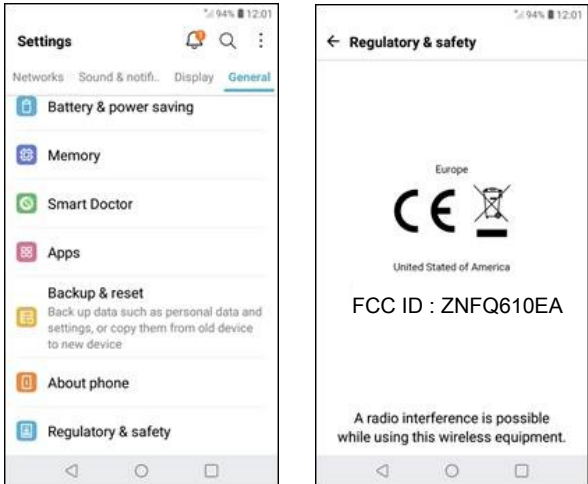 94% 12:01
Settings
Networks Sound & notifi.. Display General
Battery & power saving
Memory
Smart Doctor
Apps
Backup & reset
Back up data such as personal data and
settings, or copy them from old device
to new device
About phone
Regulatory & safety
94% 12:01
Regulatory & safety
Europe
CE
United Stated of America
FCC ID : ZNFQ610EA
A radio interference is possible
while using this wireless equipment.